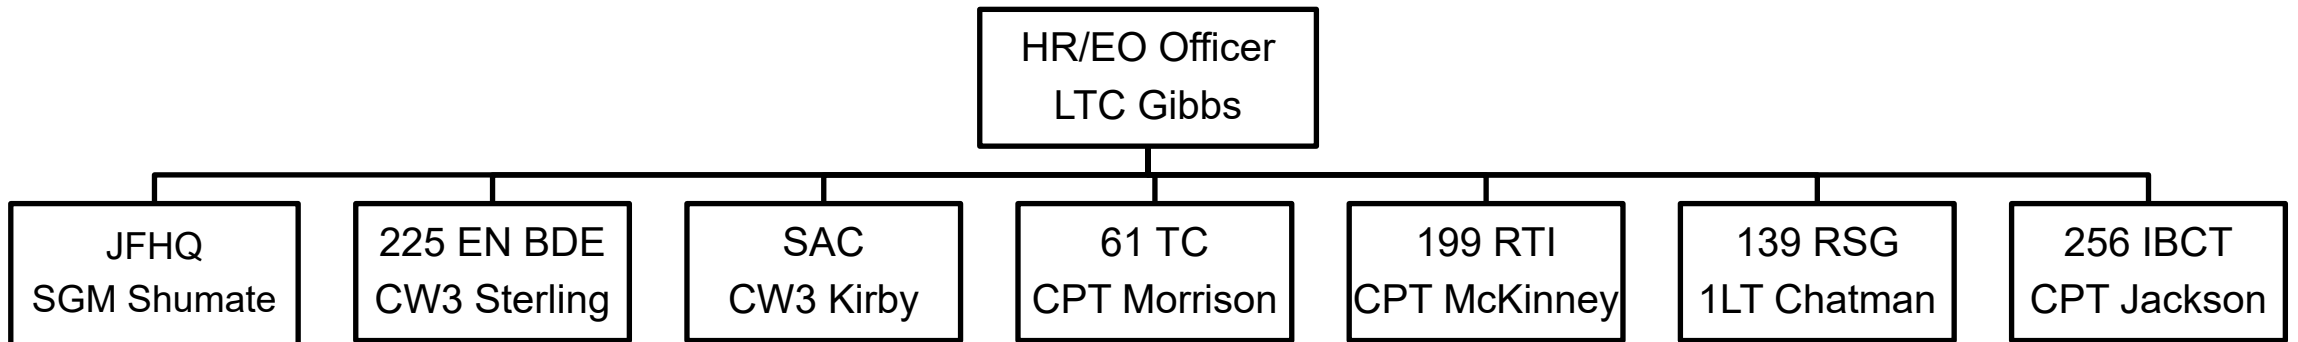 HR/EO Officer
LTC Gibbs
JFHQ
SGM Shumate
225 EN BDE
CW3 Sterling
SAC
CW3 Kirby
61 TC
CPT Morrison
199 RTI
CPT McKinney
139 RSG
1LT Chatman
256 IBCT
CPT Jackson